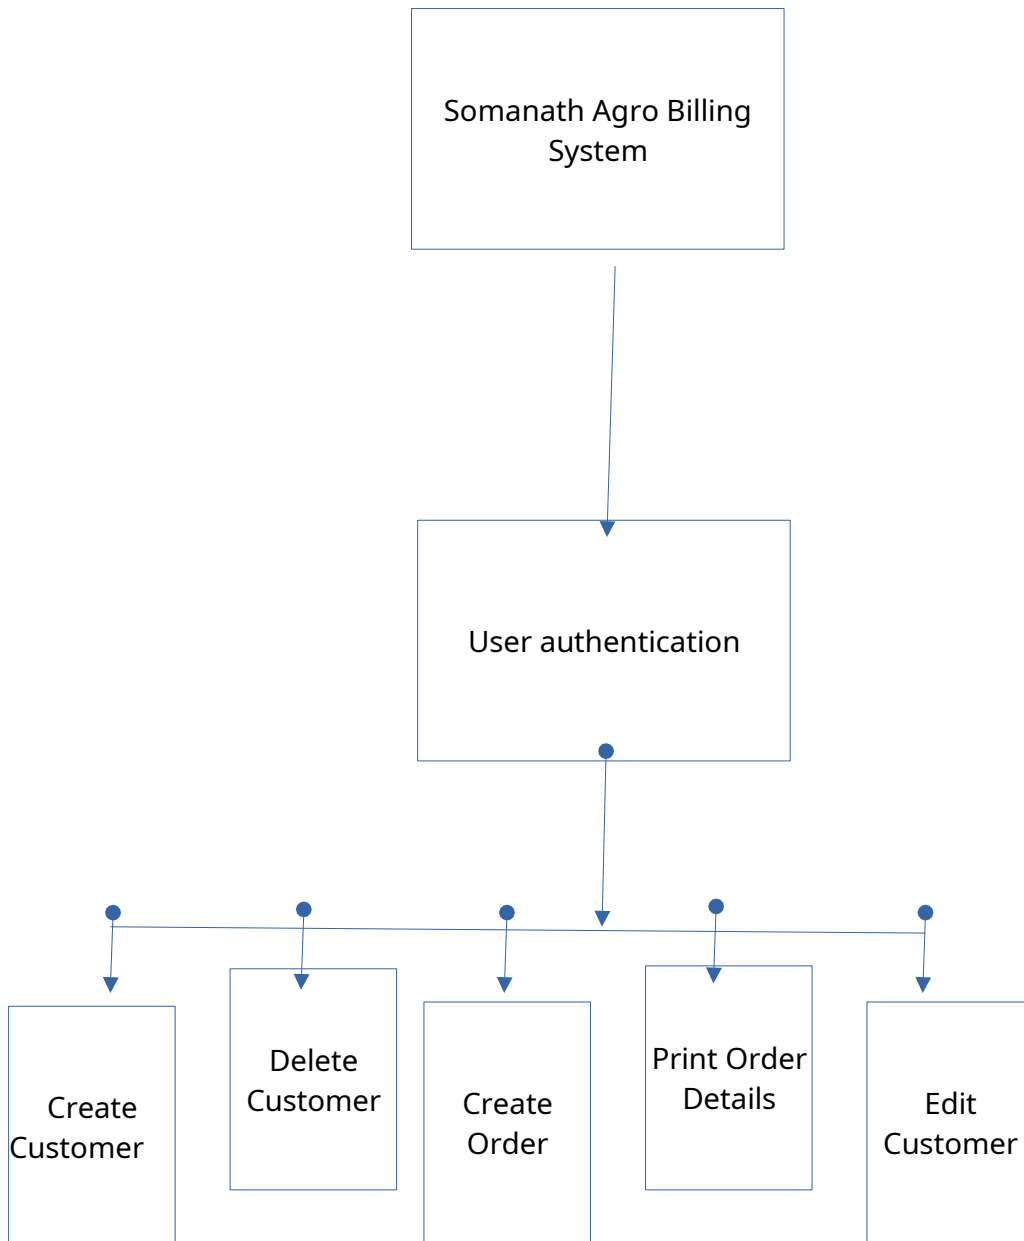 Somanath Agro Billing
System
User authentication
Create
Customer
Delete
Customer
Create
Order
Print Order
Details
Edit
Customer